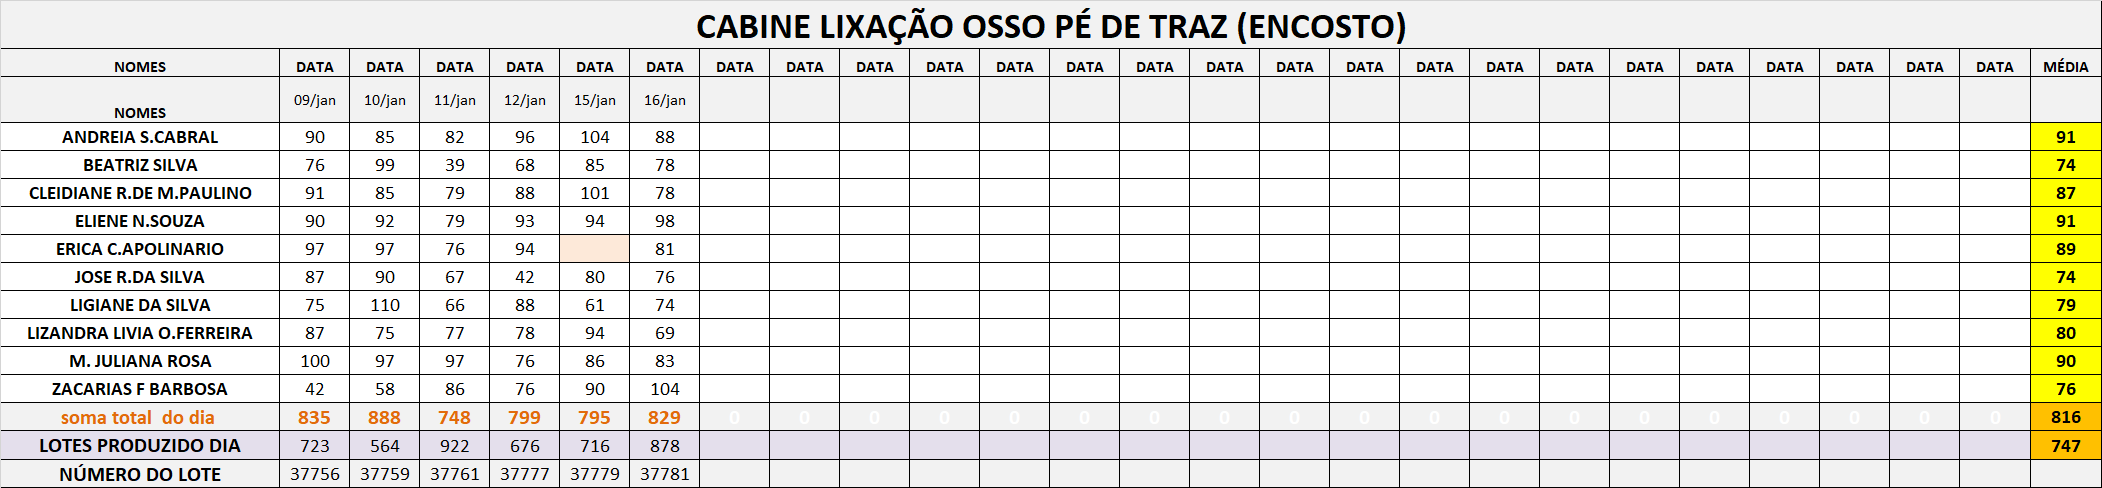 CABINE LIXAÇÃO OSSO PÉ DE TRAZ (ENCOSTO)
NOMES DATA DATA DATA DATA DATA DATA DATA DATA DATA DATA DATA DATA DATA DATA DATA DATA DATA DATA DATA DATA DATA DATA DATA DATA DATA MÉDIA
NOMES 09/jan 10/jan 11/jan 12/jan 15/jan 16/jan
ANDREIA S.CABRAL 90 85 82 96 104 88 91
BEATRIZ SILVA 76 99 39 68 85 78 74
CLEIDIANE R.DE M.PAULINO 91 85 79 88 101 78 87
ELIENE N.SOUZA 90 92 79 93 94 98 91
ERICA C.APOLINARIO 97 97 76 94 81 89
JOSE R.DA SILVA 87 90 67 42 80 76 74
LIGIANE DA SILVA 75 110 66 88 61 74 79
LIZANDRA LIVIA O.FERREIRA 87 75 77 78 94 69 80
M. JULIANA ROSA 100 97 97 76 86 83 90
ZACARIAS F BARBOSA 42 58 86 76 90 104 76
soma total do dia 835 888 748 799 795 829 0 0 0 0 0 0 0 0 0 0 0 0 0 0 0 0 0 0 0 816
LOTES PRODUZIDO DIA 723 564 922 676 716 878 747
NÚMERO DO LOTE 37756 37759 37761 37777 37779 37781